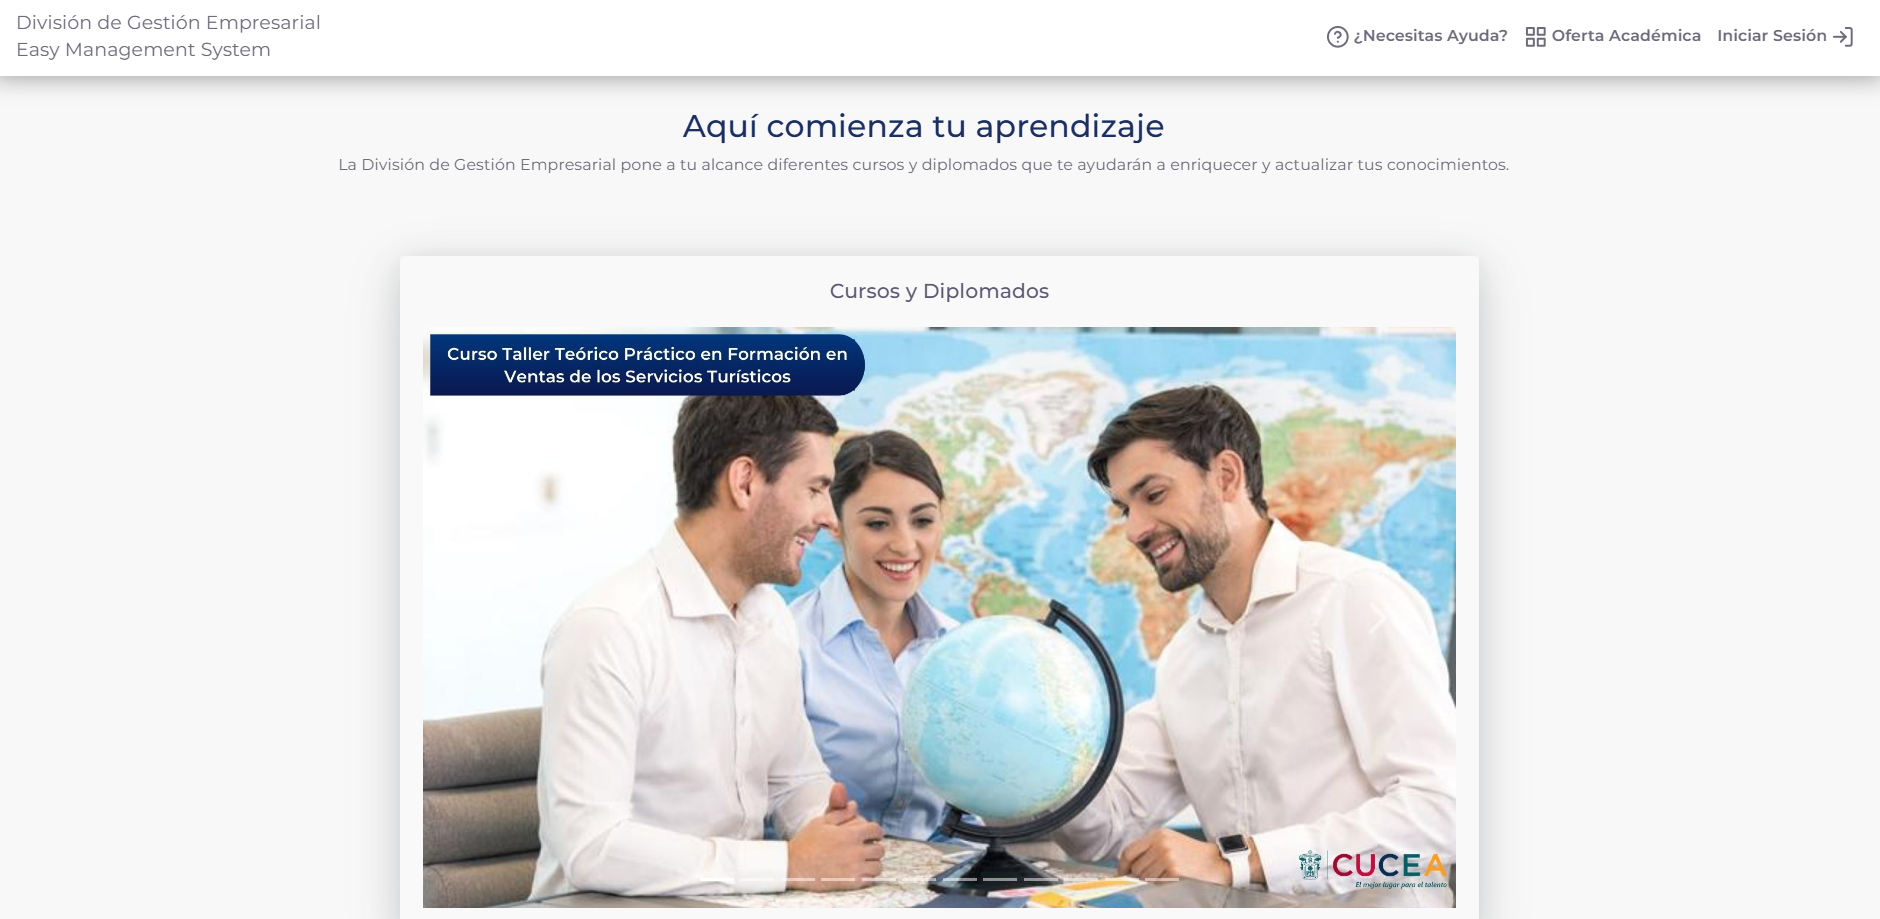 División de Gestión Empresarial
Easy Management System
¿Necesitas Ayuda?
Oferta Académica
Iniciar Sesión
Aquí comienza tu aprendizaje
La División de Gestión Empresarial pone a tu alcance diferentes cursos y diplomados que te ayudarán a enriquecer y actualizar tus conocimientos.
Cursos y Diplomados
Curso Taller Teórico Práctico en Formación en
Ventas de los Servicios Turísticos
CUCEA
El mejor lugar para el talento